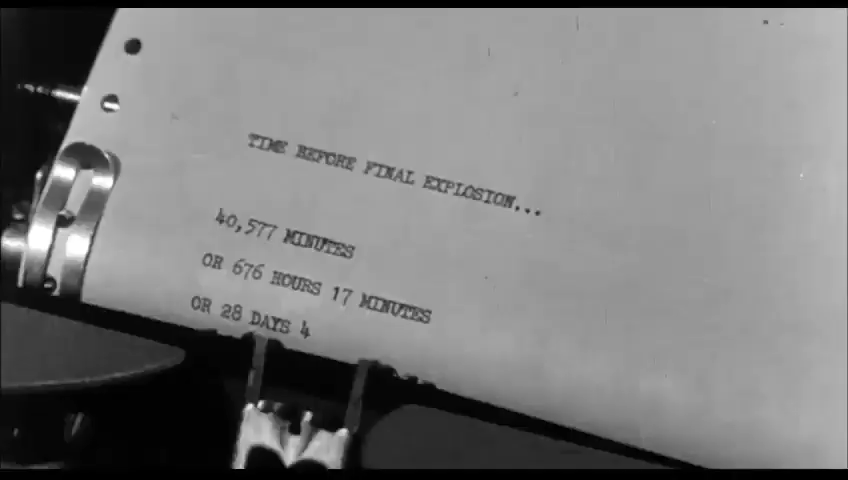 TIME BEFORE FINAL EXPLOSION...
40,577 MINUTES
OR 676 HOURS 17 MINUTES
OR 28 DAYS 4